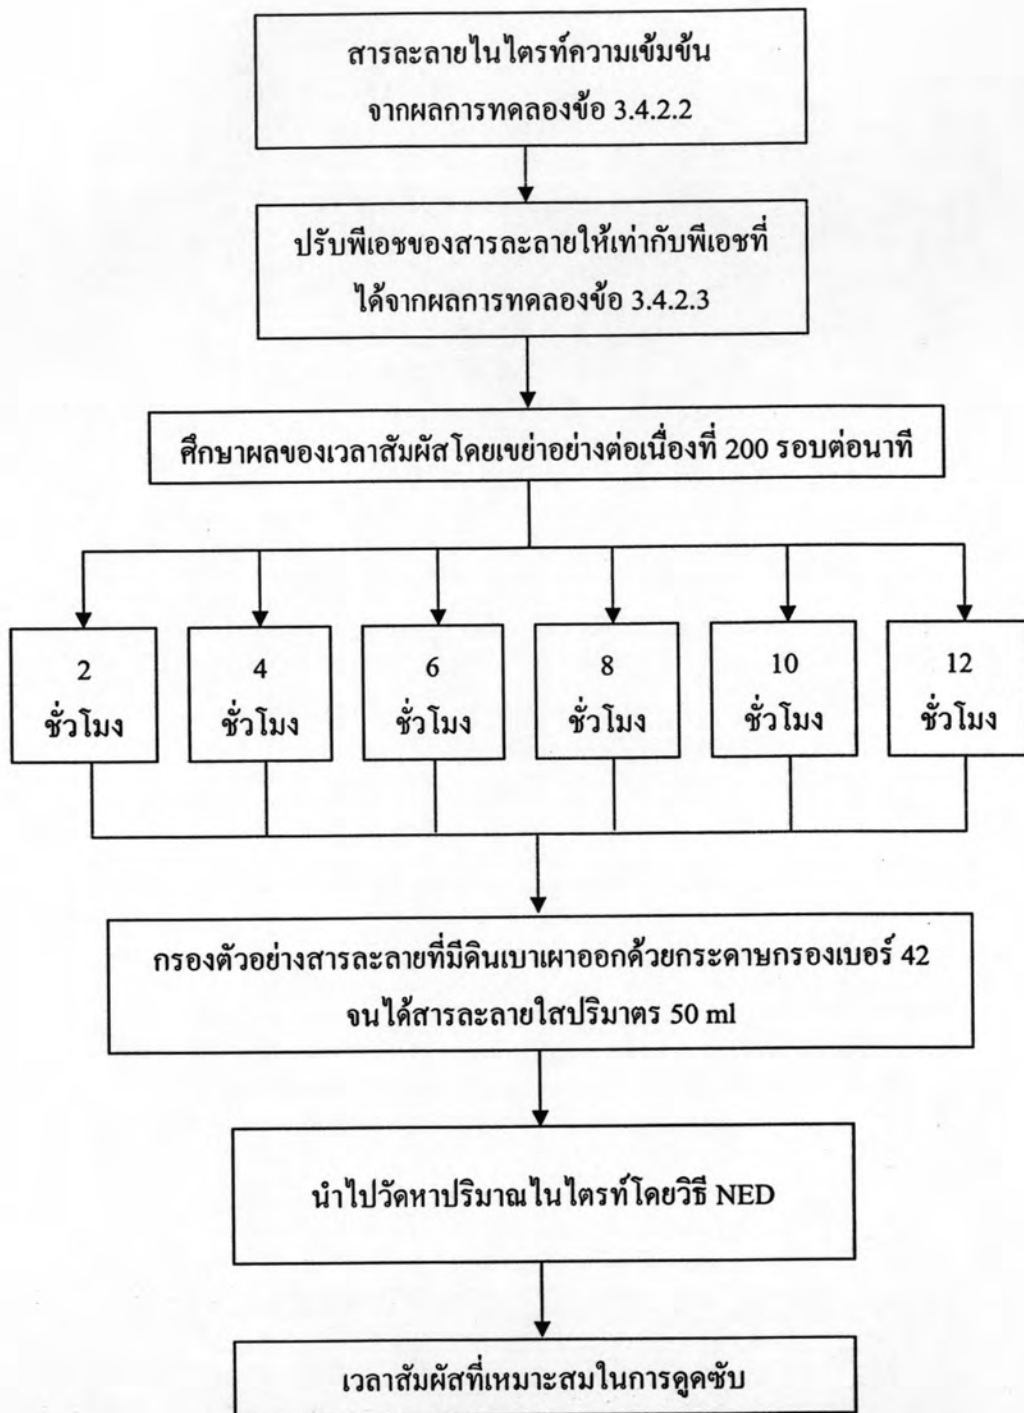 สารละลายไนไตรท์ความเข้มข้น
จากผลการทดลองข้อ 3.4.2.2
ปรับพีเอชของสารละลายให้เท่ากับพีเอชที่
ได้จากผลการทดลองข้อ 3.4.2.3
ศึกษาผลของเวลาสัมผัสโดยเขย่าอย่างต่อเนื่องที่ 200 รอบต่อนาที
2
ชั่วโมง
4
ชั่วโมง
6
ชั่วโมง
8
ชั่วโมง
10
ชั่วโมง
12
ชั่วโมง
กรองตัวอย่างสารละลายที่มีดินเบาเผาออกด้วยกระดาษกรองเบอร์ 42
จนได้สารละลายใสปริมาตร 50 ml
นำไปวัดหาปริมาณไนไตรท์โดยวิธี NED
เวลาสัมผัสที่เหมาะสมในการดูดซับ